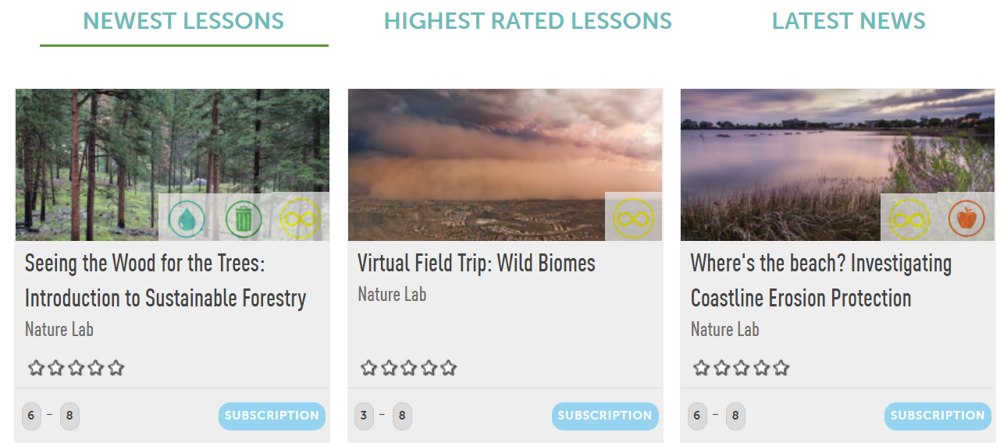 NEWEST LESSONS
HIGHEST RATED LESSONS
LATEST NEWS
Seeing the Wood for the Trees:
Introduction to Sustainable Forestry
Nature Lab
6 – 8
SUBSCRIPTION
Virtual Field Trip: Wild Biomes
Nature Lab
3 – 8
SUBSCRIPTION
Where's the beach? Investigating
Coastline Erosion Protection
Nature Lab
6 – 8
SUBSCRIPTION